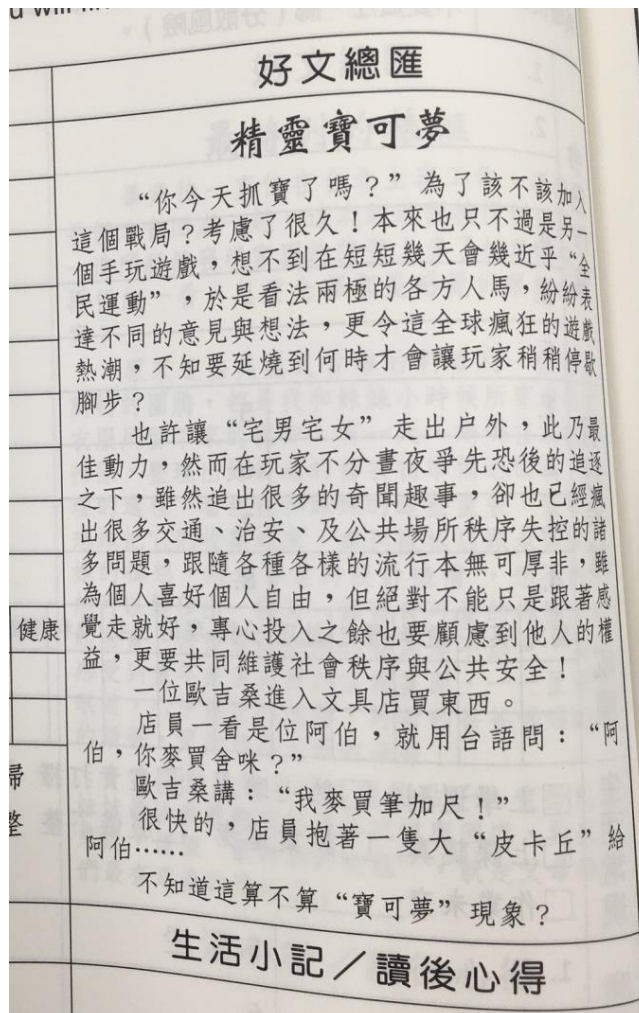 好文總匯
精靈寶可夢
“你今天抓寶了嗎？”為了該不該加入
這個戰局？考慮了很久！本來也只不過是另一
個手玩遊戲，想不到在短短幾天會幾近乎“全
民運動”，於是看法兩極的各方人馬，紛紛表
達不同的意見與想法，更令這全球瘋狂的遊戲
熱潮，不知要延燒到何時才會讓玩家稍稍停歇
腳步？
也許讓“宅男宅女”走出户外，此乃最
佳動力，然而在玩家不分晝夜爭先恐後的追逐
之下，雖然追出很多的奇聞趣事，卻也已經瘋
出很多交通、治安、及公共場所秩序失控的諸
多問題，跟隨各種各樣的流行本無可厚非，雖
為個人喜好個人自由，但絕對不能只是跟著感
覺走就好，專心投入之餘也要顧慮到他人的權
益，更要共同維護社會秩序與公共安全！
一位歐吉桑進入文具店買東西。
店員一看是位阿伯，就用台語問：“阿
伯，你麥買舍咪？”
歐吉桑講：“我麥買筆加尺！”
很快的，店員抱著一隻大“皮卡丘”給
阿伯……
不知道這算不算“寶可夢”現象？
生活小記／讀後心得
健康
整